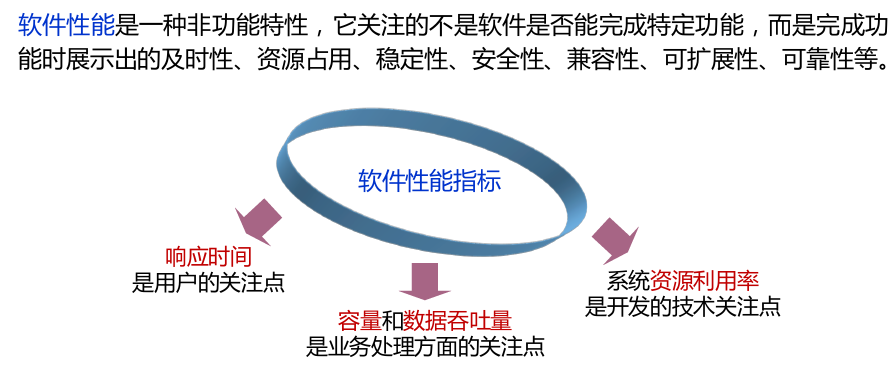 软件性能是一种非功能特性，它关注的不是软件是否能完成特定功能，而是完成功
能时展示出的及时性、资源占用、稳定性、安全性、兼容性、可扩展性、可靠性等。
软件性能指标
响应时间
是用户的关注点
容量和数据吞吐量
是业务处理方面的关注点
系统资源利用率
是开发的技术关注点